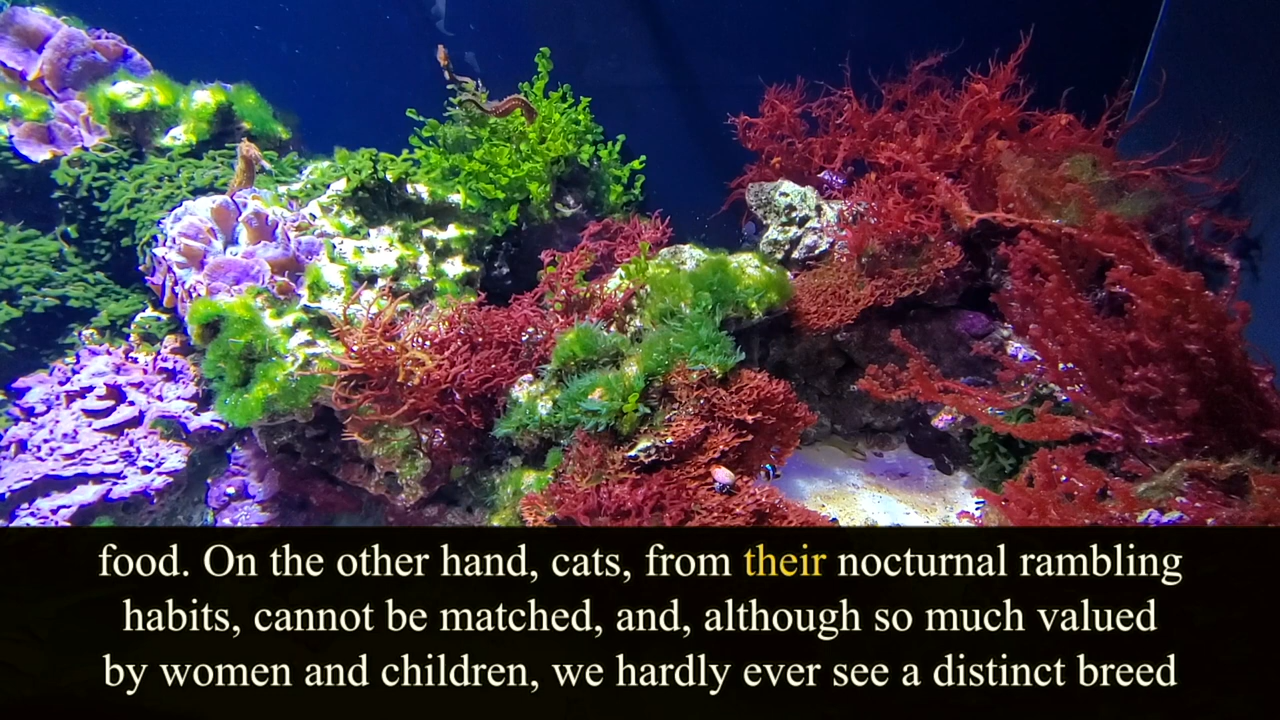 food. On the other hand, cats, from their nocturnal rambling
habits, cannot be matched, and, although so much valued
by women and children, we hardly ever see a distinct breed